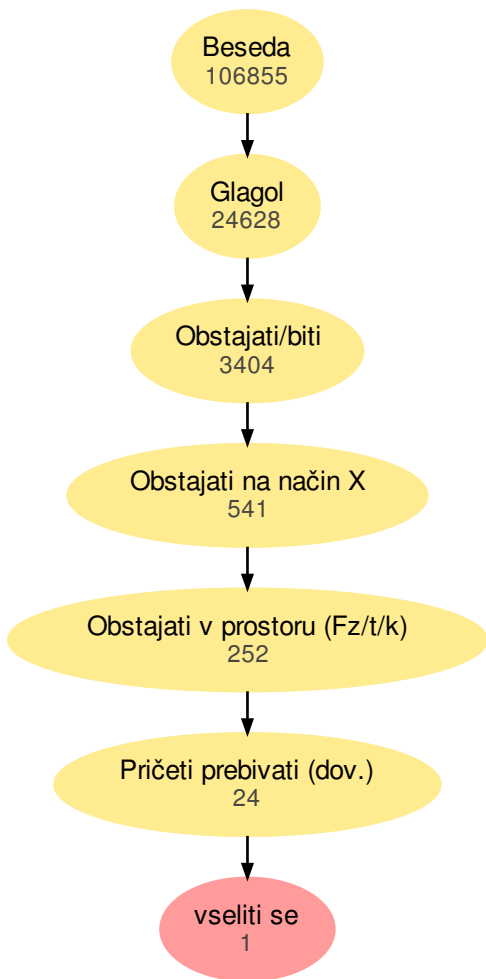 Beseda
106855
Glagol
24628
Obstajati/biti
3404
Obstajati na način X
541
Obstajati v prostoru (Fz/t/k)
252
Pričeti prebivati (dov.)
24
vseliti se
1